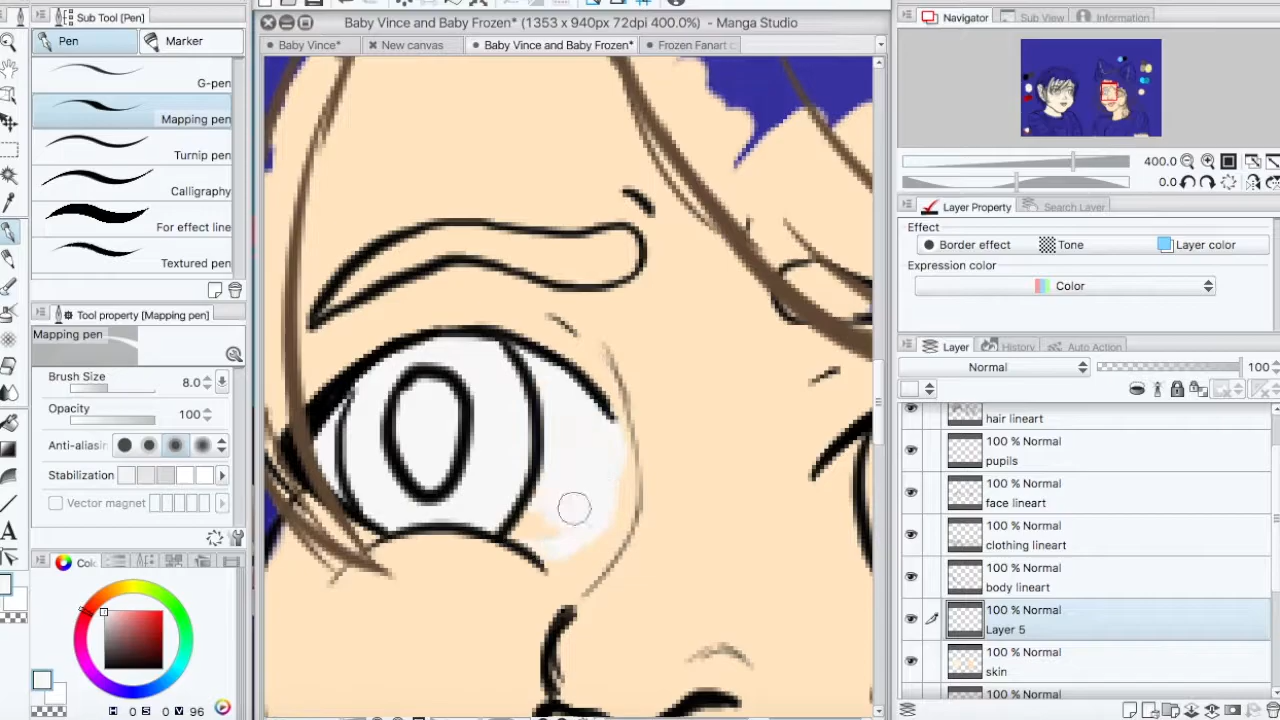 Sub Tool [Pen]
Pen
Marker
G-pen
Mapping pen
Turnip pen
Calligraphy
For effect line
Textured pen
Tool property [Mapping pen]
Mapping pen
Brush Size 8.0
Opacity 100
Anti-aliasin
Stabilization
Vector magnet
0 96
Baby Vince and Baby Frozen* (1353 x 940px 72dpi 400.0%) - Manga Studio
Baby Vince*
New canvas
Baby Vince and Baby Frozen*
Frozen Fanart
Navigator
Sub View
Information
400.0
0.0
Layer Property
Search Layer
Effect
Border effect
Tone
Layer color
Expression color
Color
Layer
History
Auto Action
Normal 100
hair lineart
100 % Normal
pupils
100 % Normal
face lineart
100 % Normal
clothing lineart
100 % Normal
body lineart
100 % Normal
Layer 5
100 % Normal
skin
100 % Normal